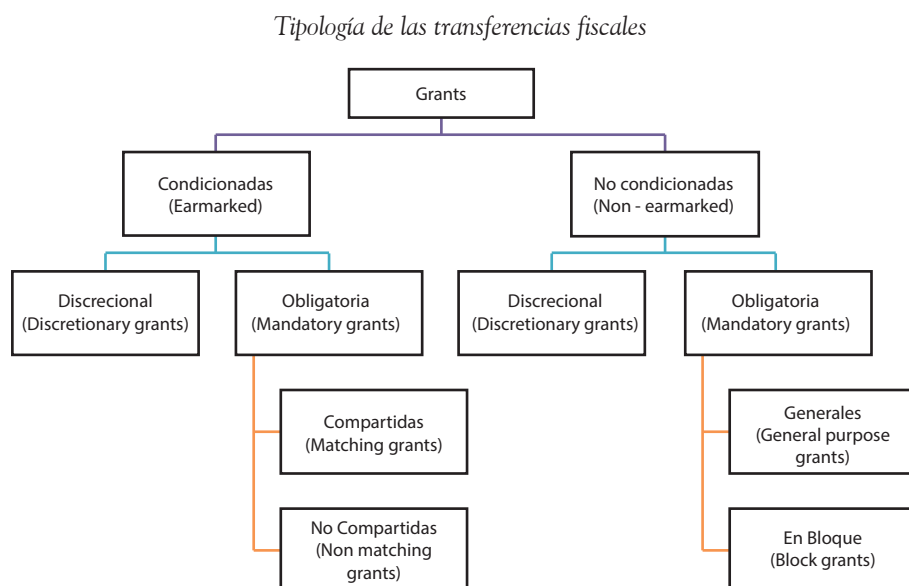 Tipología de las transferencias fiscales
Grants
Condicionadas
(Earmarked)
No condicionadas
(Non - earmarked)
Discrecional
(Discretionary grants)
Obligatoria
(Mandatory grants)
Discrecional
(Discretionary grants)
Obligatoria
(Mandatory grants)
Compartidas
(Matching grants)
Generales
(General purpose
grants)
No Compartidas
(Non matching
grants)
En Bloque
(Block grants)